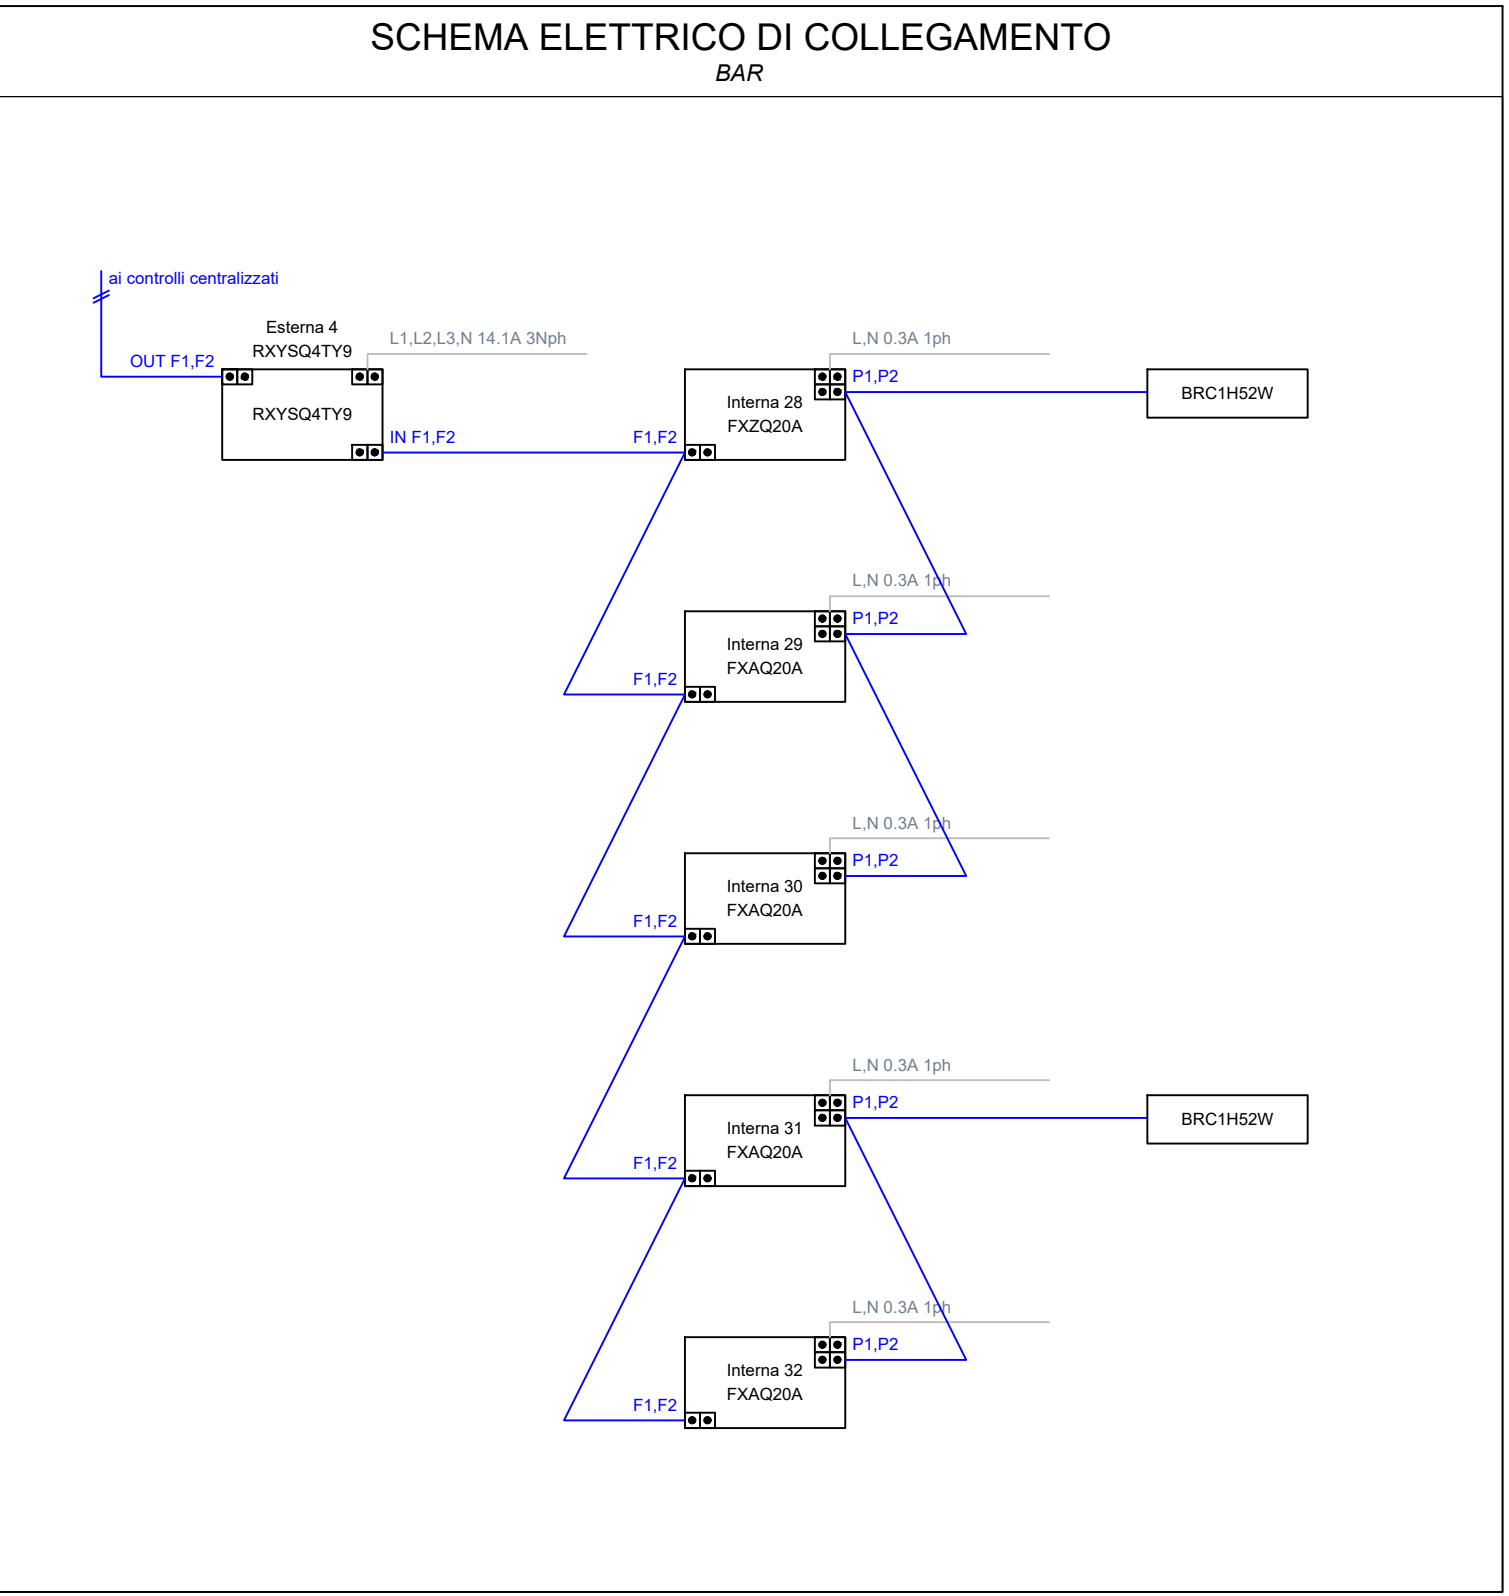 SCHEMA ELETTRICO DI COLLEGAMENTO
BAR
ai controlli centralizzati
Esterna 4
RXYSQ4TY9
L1,L2,L3,N 14.1A 3Nph
OUT F1,F2
RXYSQ4TY9
IN F1,F2
L,N 0.3A 1ph
P1,P2
Interna 28
FXZQ20A
F1,F2
BRC1H52W
L,N 0.3A 1ph
P1,P2
Interna 29
FXAQ20A
F1,F2
L,N 0.3A 1ph
P1,P2
Interna 30
FXAQ20A
F1,F2
L,N 0.3A 1ph
P1,P2
Interna 31
FXAQ20A
F1,F2
BRC1H52W
L,N 0.3A 1ph
P1,P2
Interna 32
FXAQ20A
F1,F2